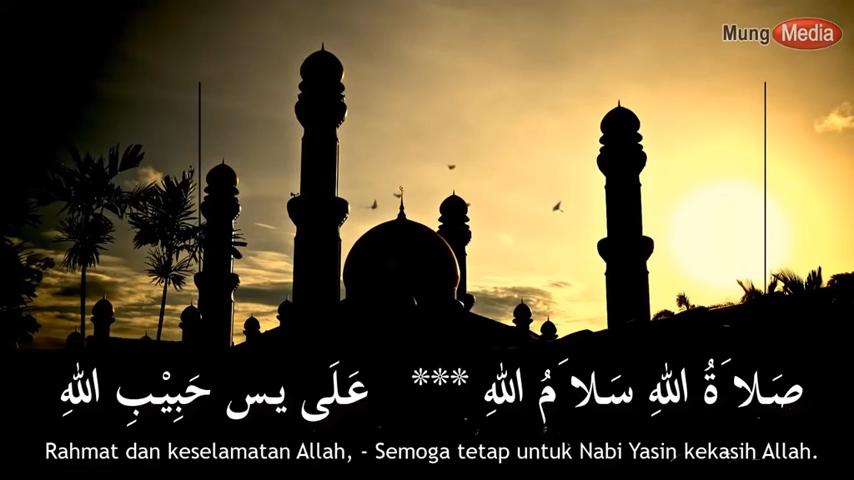 Mung Media
صَلاَةُ اللهِ سَلاَمُ اللهِ *** عَلَى يس حَبِيْبِ اللهِ
Rahmat dan keselamatan Allah, - Semoga tetap untuk Nabi Yasin kekasih Allah.